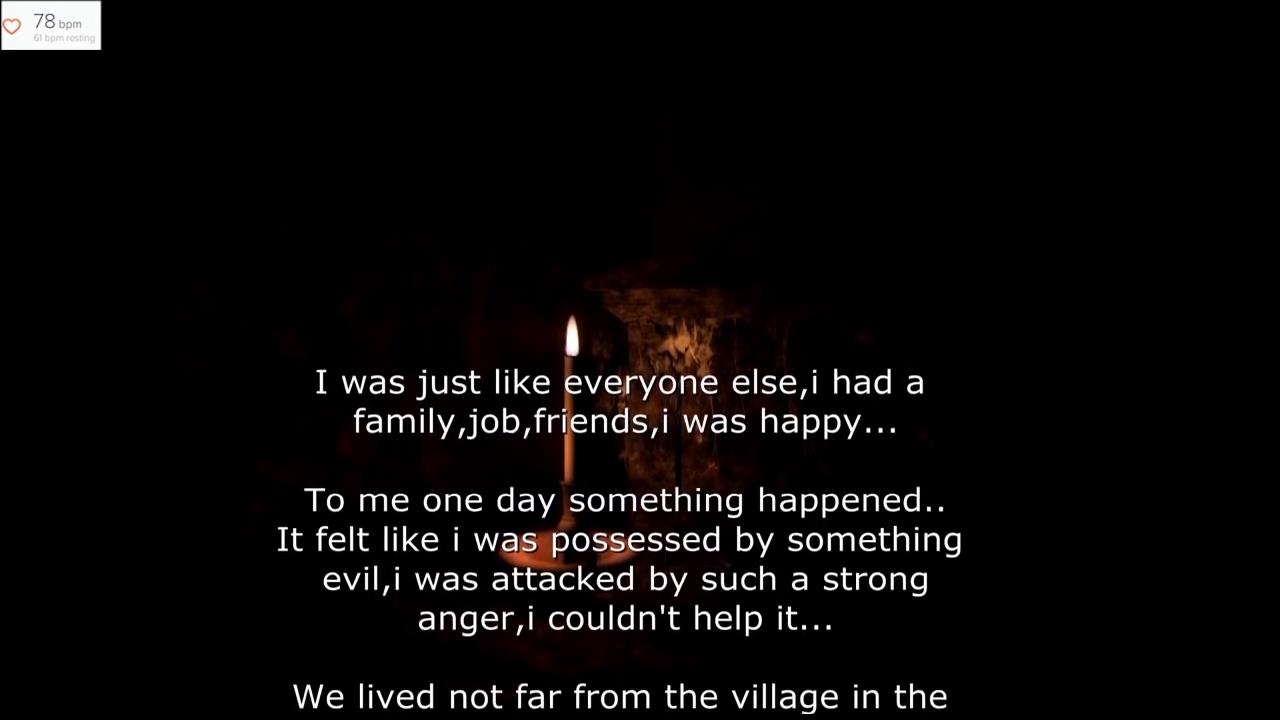 78 bpm
61 bpm resting
I was just like everyone else,i had a
family,job,friends,i was happy...
To me one day something happened..
It felt like i was possessed by something
evil,i was attacked by such a strong
anger,i couldn't help it...
We lived not far from the village in the